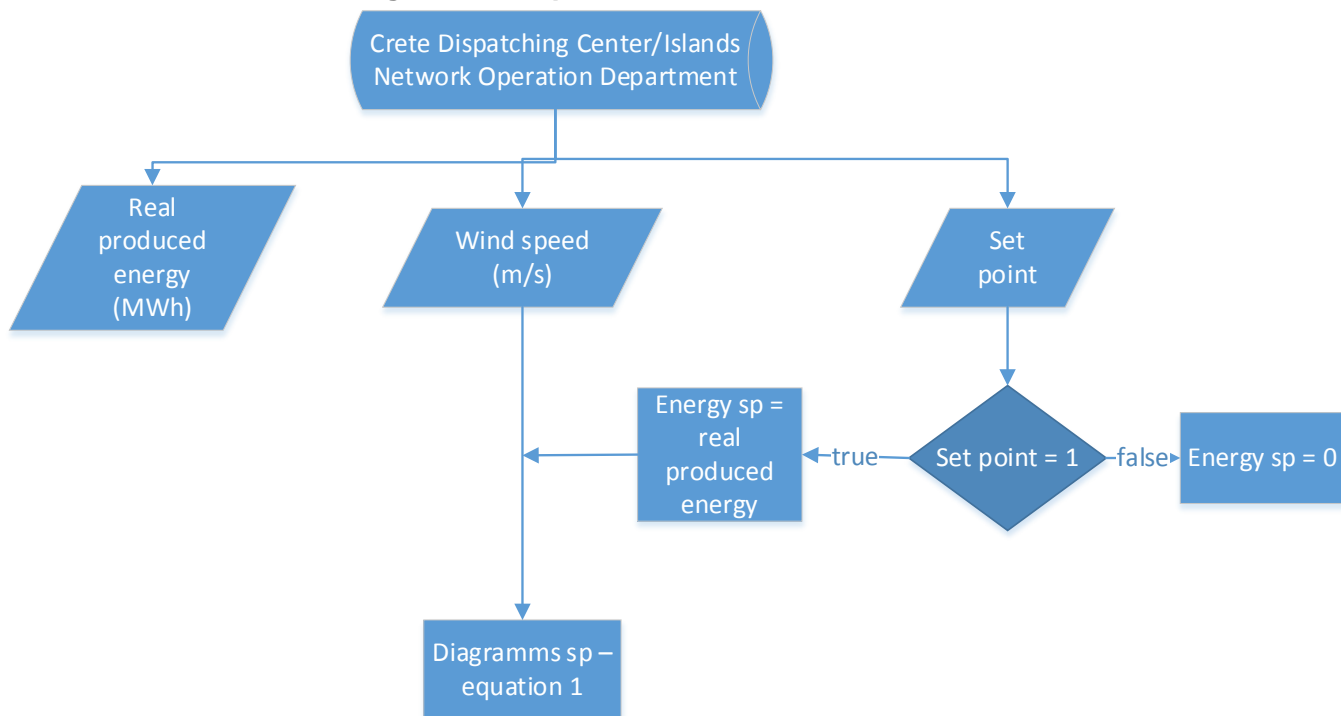 Crete Dispatching Center/Islands
Network Operation Department
Real
produced
energy
(MWh)
Wind speed
(m/s)
Set
point
Energy sp =
real
produced
energy
true
Set point = 1
false
Energy sp = 0
Diagramms sp –
equation 1